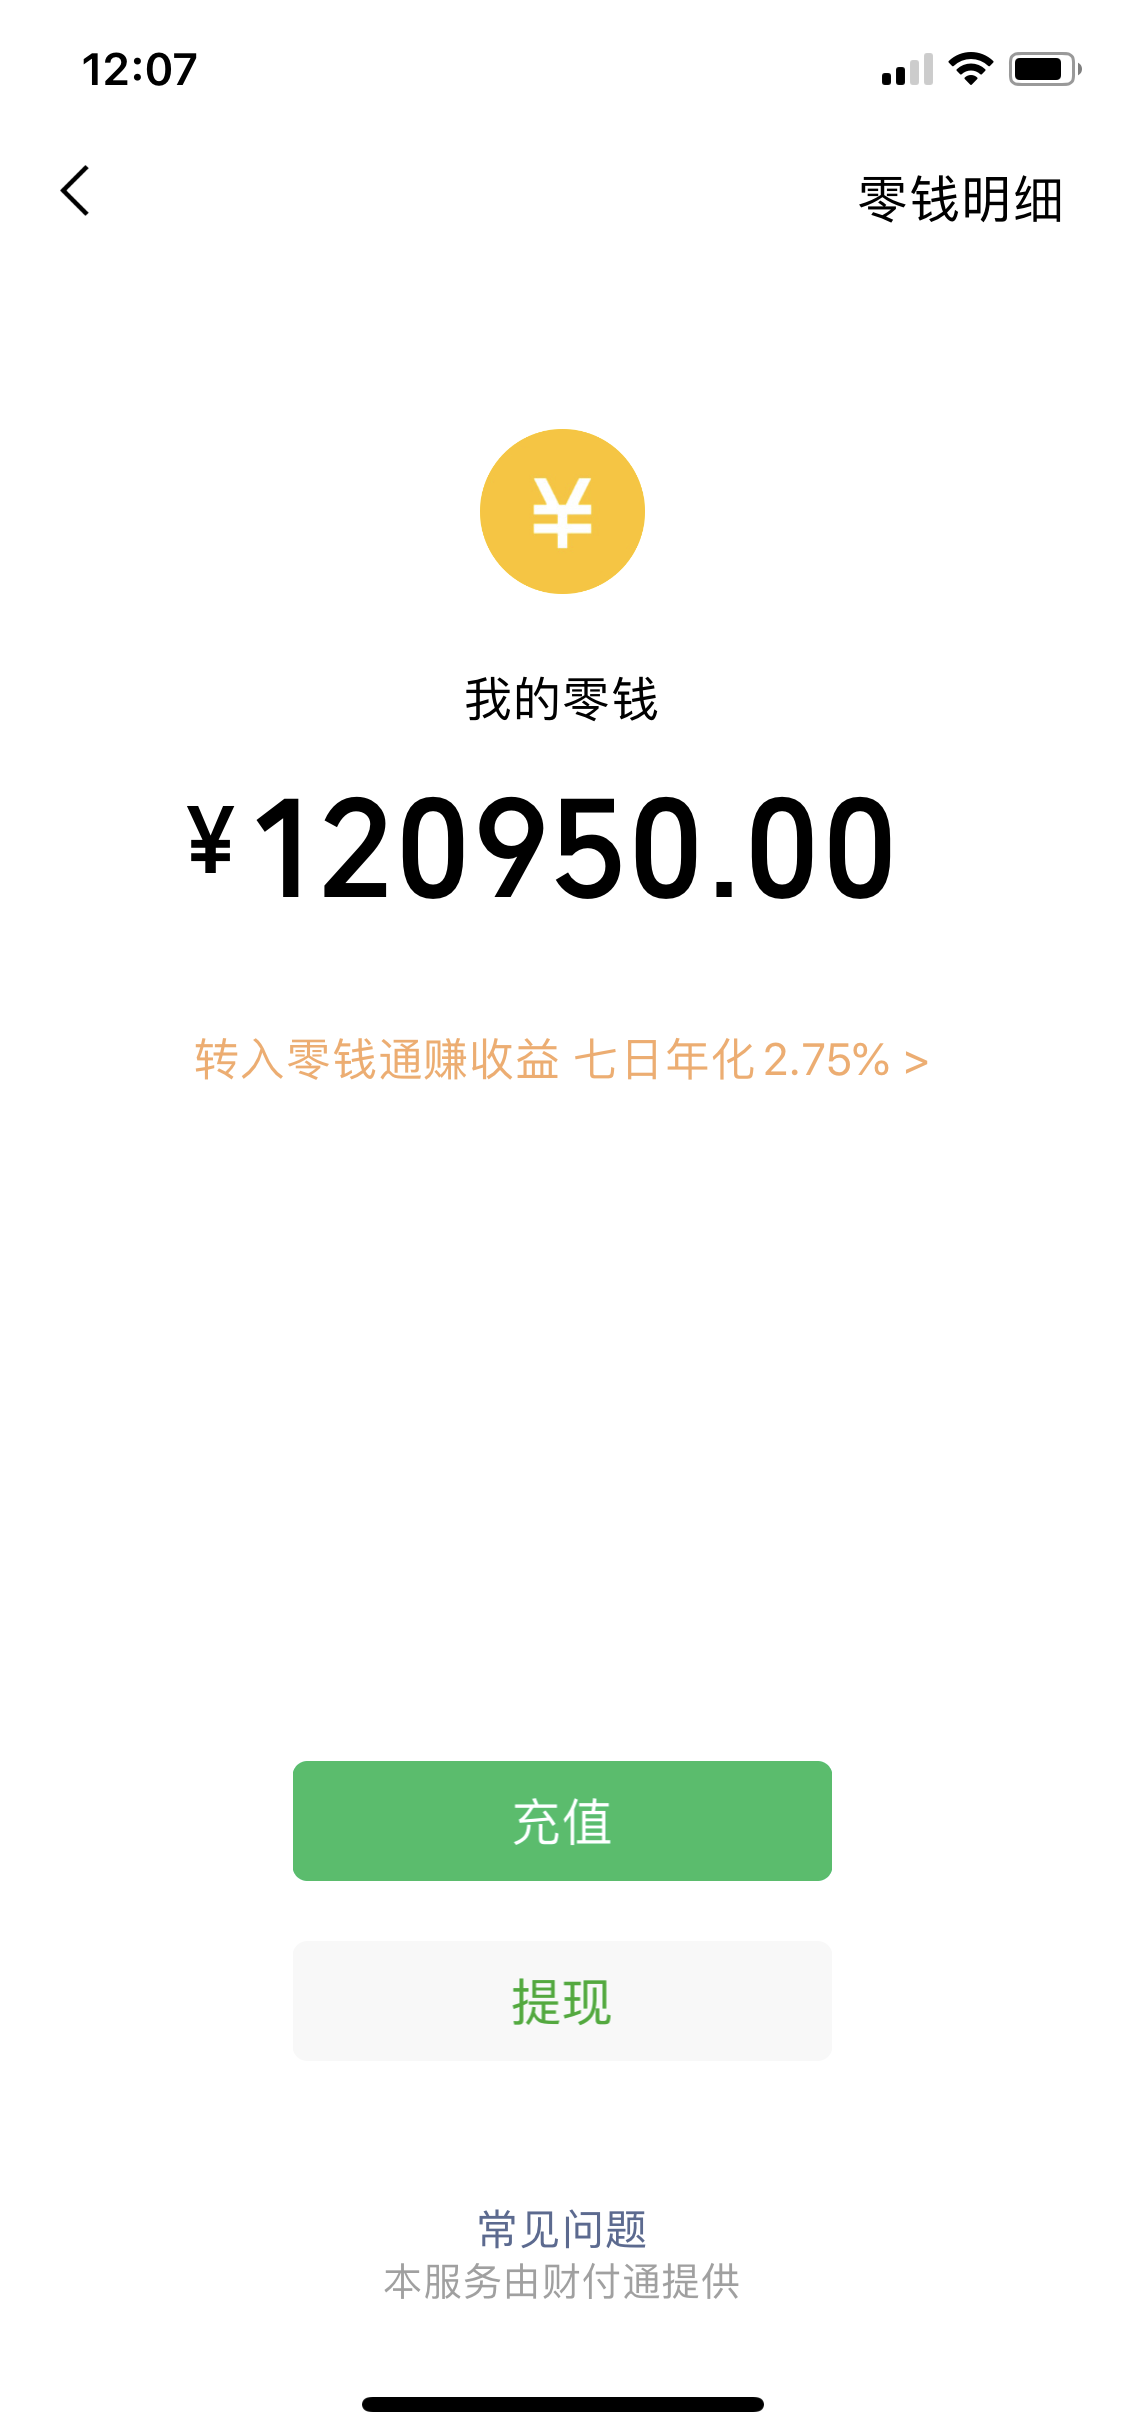 12:07
零钱明细
¥
我的零钱
¥120950.00
转入零钱通赚收益 七日年化2.75% >
充值
提现
常见问题
本服务由财付通提供